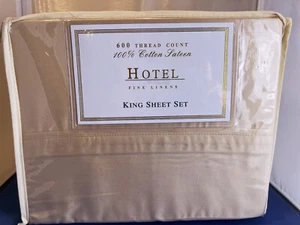 600 THREAD COUNT
100% Cotton Sateen
HOTEL
FINE LINENS
KING SHEET SET